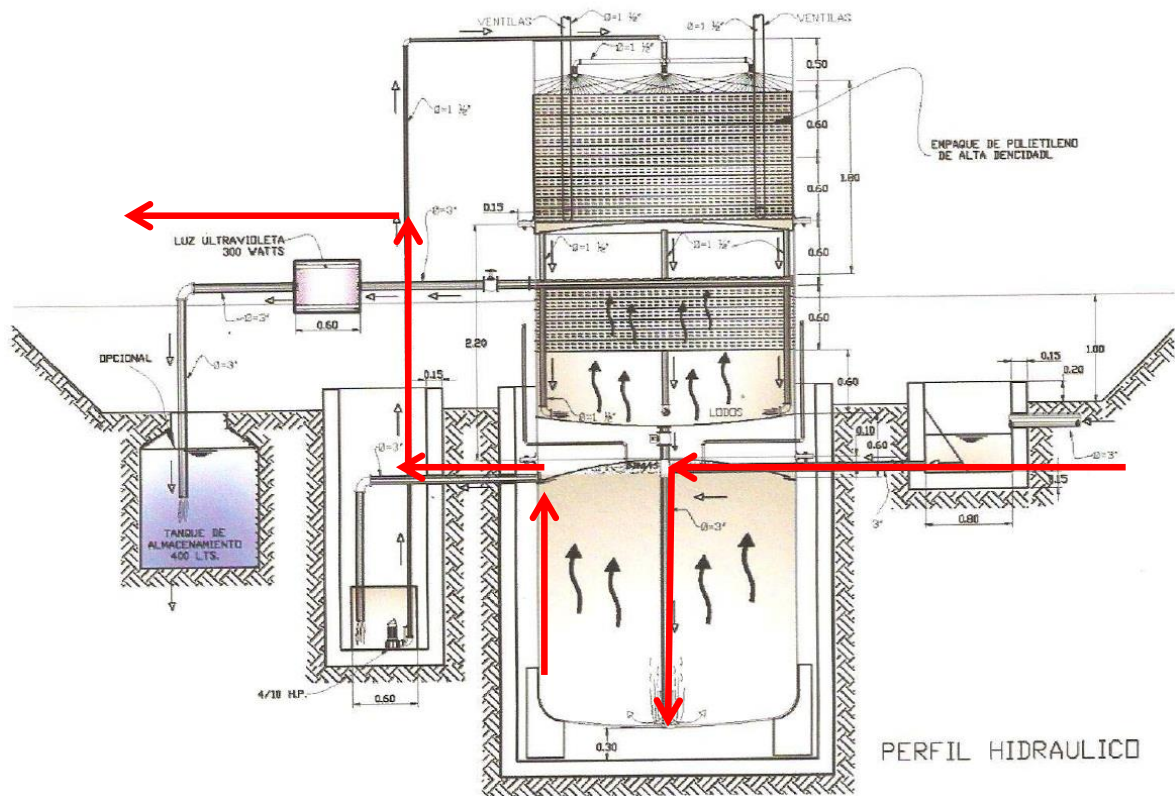 VENTILAS
Ø=1 ½"
Ø=1 ½"
VENTILAS
Ø=1 ½"
0.50
Ø=1 ½"
0.60
EMPAQUE DE POLIETILENO
DE ALTA DENCIDADL
1.80
0.60
0.15
Ø=3"
LUZ ULTRAVIOLETA
300 WATTS
Ø=1 ½"
Ø=1 ½"
0.60
Ø=3"
0.60
0.60
2.20
1.00
OPCIONAL
Ø=3"
0.15
0.15
0.20
0.60
Ø=1 ½"
LODOS
0.10
0.60
Ø=3"
Ø=3"
0.15
3"
0.80
Ø=3"
TANQUE DE
ALMACENAMIENTO
400 LTS.
4/10 H.P.
0.60
0.30
PERFIL HIDRAULICO